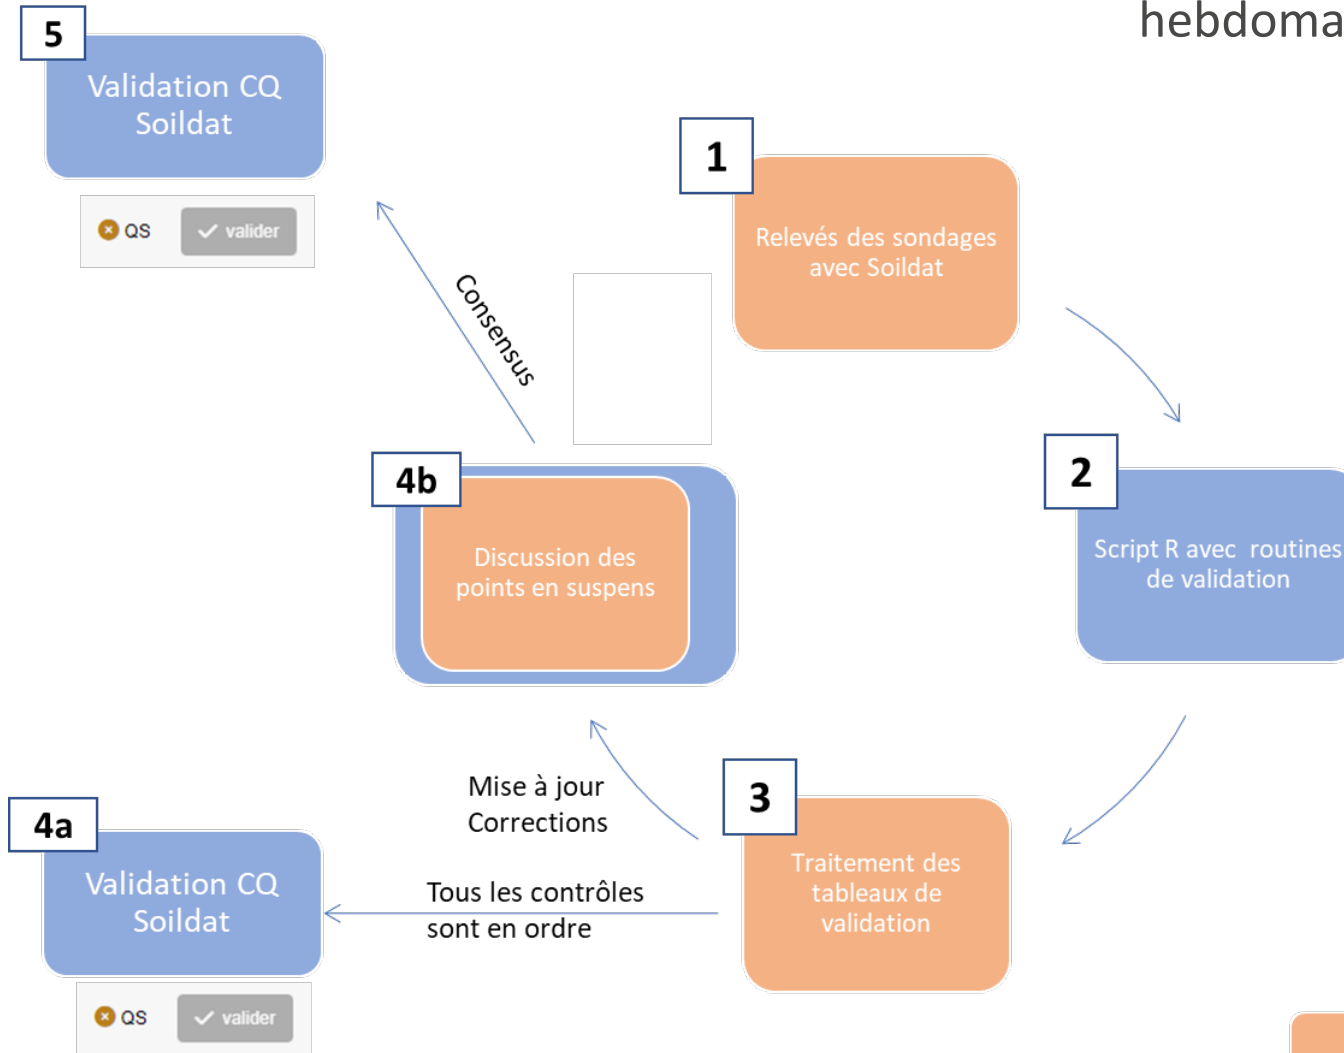 hebdoma
5
Validation CQ
Soildat
QS
valider
1
Relevés des sondages
avec Soildat
Consensus
2
Script R avec routines
de validation
4b
Discussion des
points en suspens
Mise à jour
Corrections
3
Traitement des
tableaux de
validation
Tous les contrôles
sont en ordre
4a
Validation CQ
Soildat
QS
valider